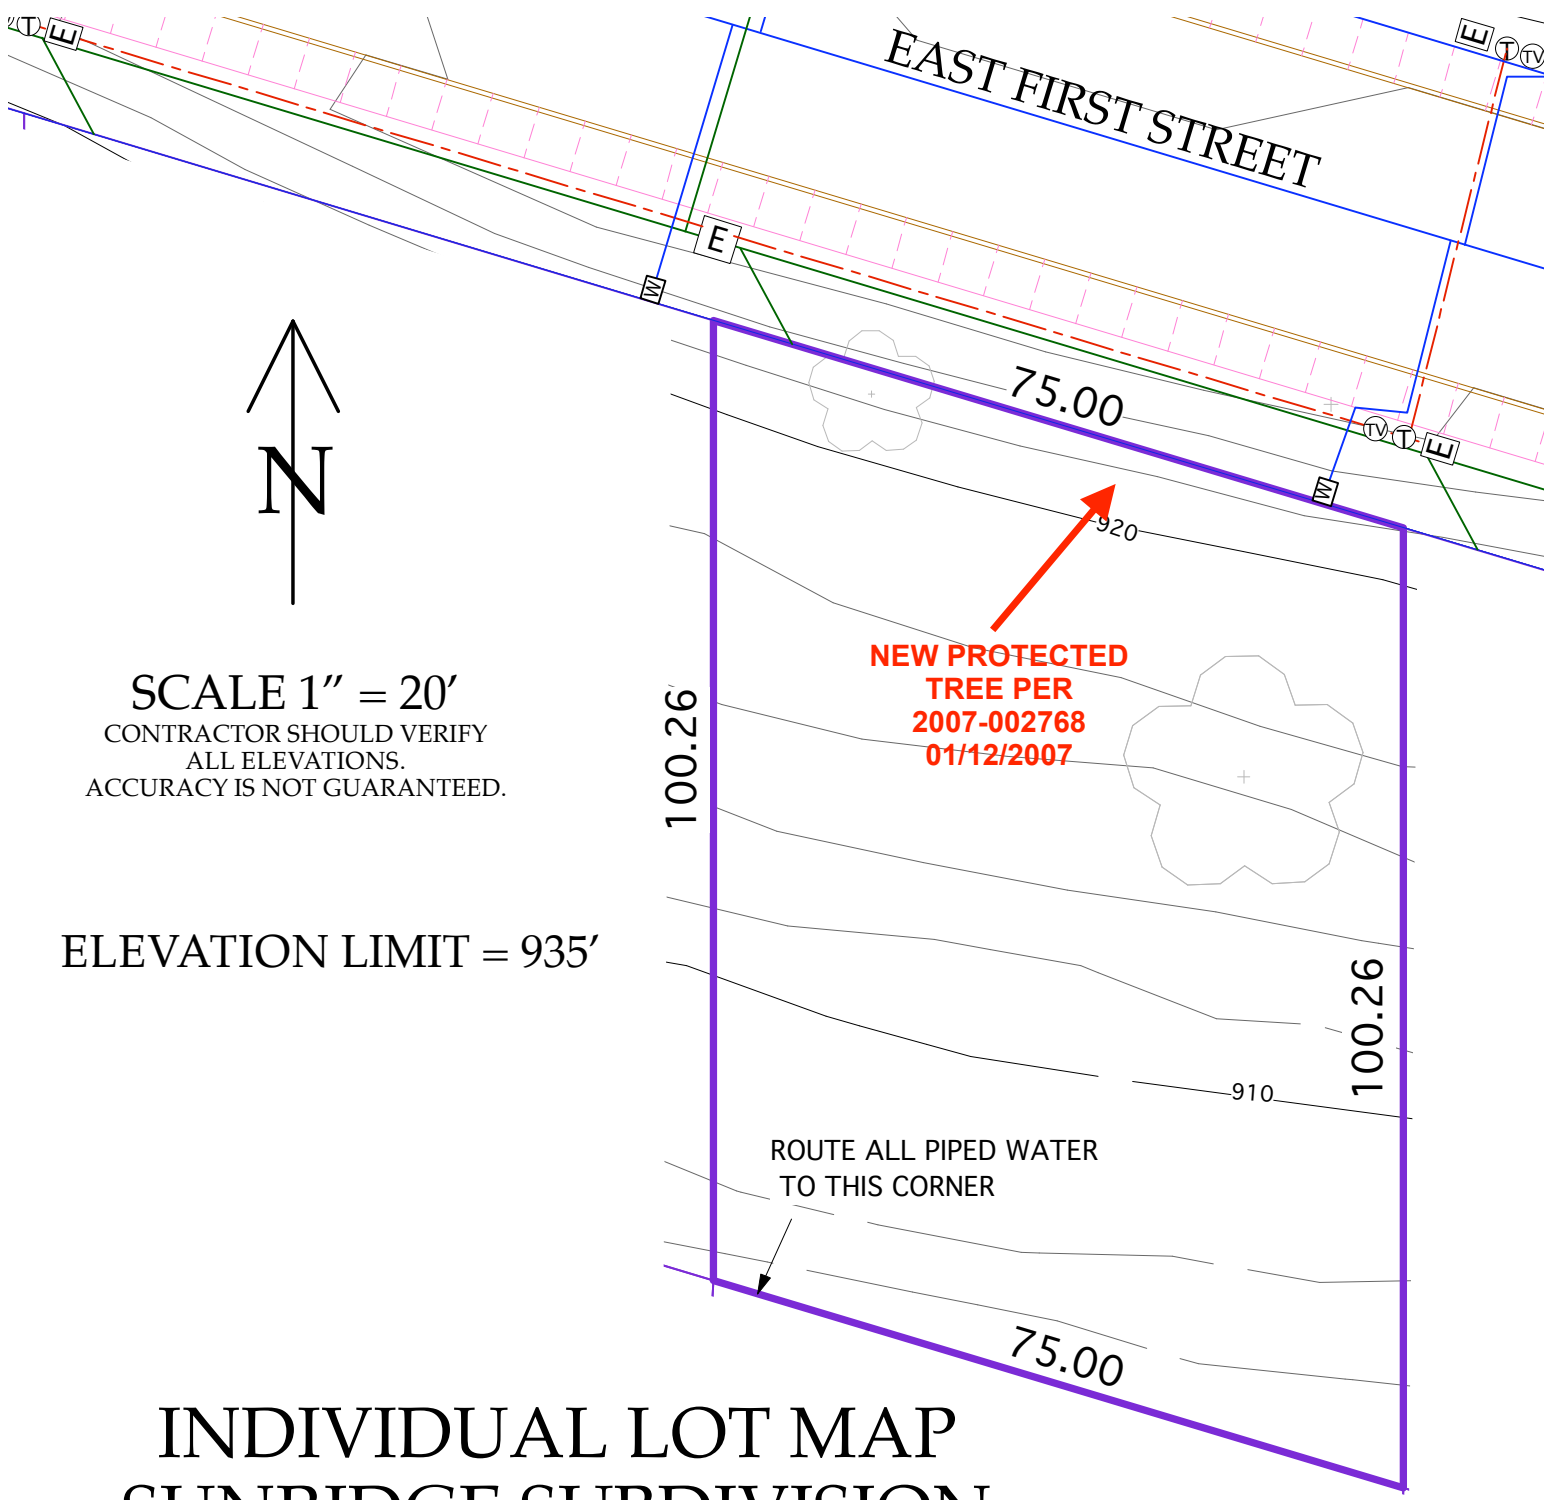 T
E
E
T
TV
EAST FIRST STREET
E
W
75.00
TV
T
E
W
N
920
NEW PROTECTED
TREE PER
2007-002768
01/12/2007
SCALE 1" = 20'
CONTRACTOR SHOULD VERIFY
ALL ELEVATIONS.
ACCURACY IS NOT GUARANTEED.
100.26
ELEVATION LIMIT = 935'
100.26
910
ROUTE ALL PIPED WATER
TO THIS CORNER
75.00
INDIVIDUAL LOT MAP
SUNRIDGE SUBDIVISION